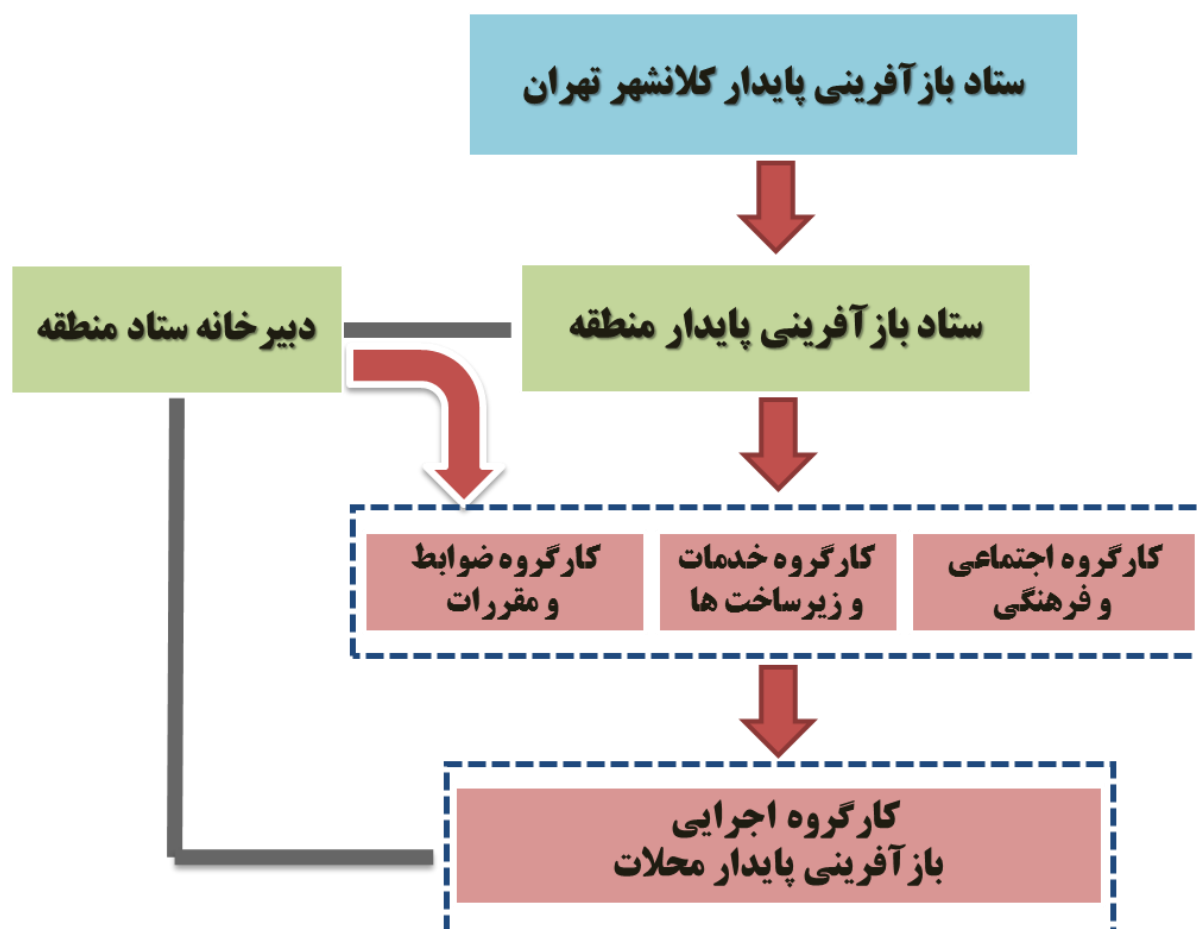 ستاد بازآفرینی پایدار کلانشهر تهران
ستاد بازآفرینی پایدار منطقه
دبیرخانه ستاد منطقه
کارگروه اجتماعی
و فرهنگی
کارگروه خدمات
و زیرساخت ها
کارگروه ضوابط
و مقررات
کارگروه اجرایی
بازآفرینی پایدار محلات